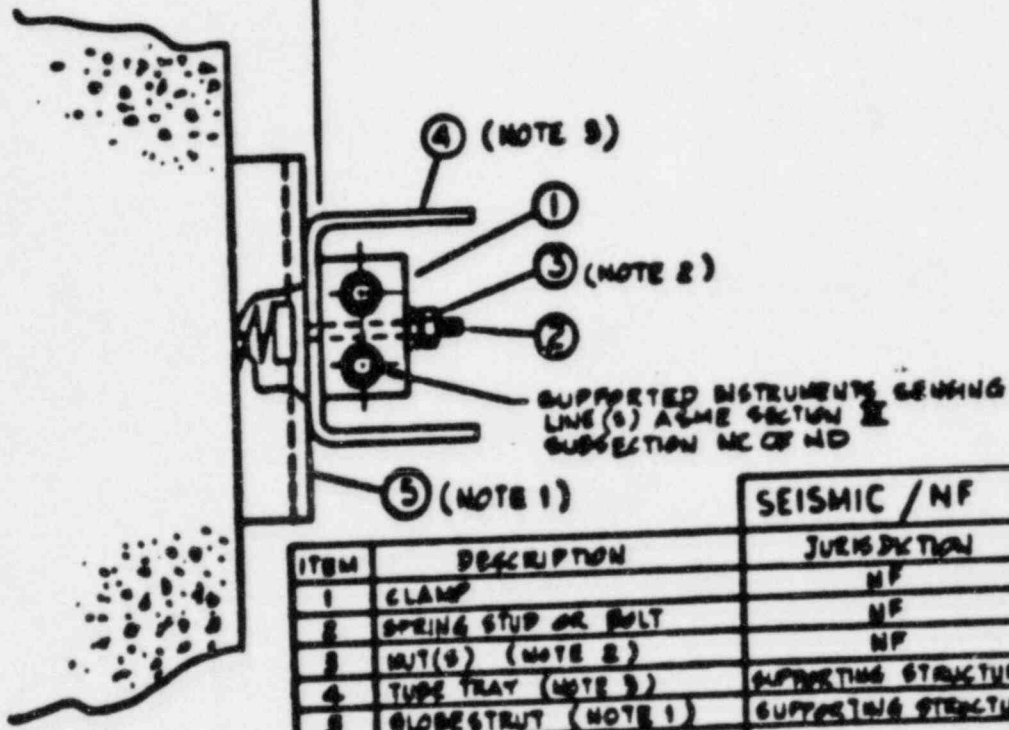 4 (NOTE 3)
1
3 (NOTE 2)
2
SUPPORTED INSTRUMENTS SENSING
LINE(S) ASME SECTION III
SUBSECTION NC OR ND
5 (NOTE 1)
SEISMIC / NF
ITEM DESCRIPTION JURISDICTION
1 CLAMP NF
2 SPRING STUD OR BOLT NF
3 NUT(S) (NOTE 2) NF
4 TUBE TRAY (NOTE 3) SUPPORTING STRUCTU
5 GLOBESTRUT (NOTE 1) SUPPORTING STRUCTU